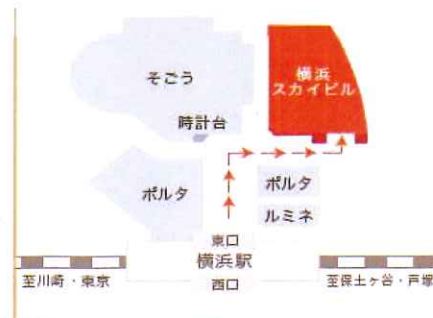 そごう
横浜
スカイビル
時計台
ポルタ
ポルタ
ルミネ
東口
横浜駅
西口
至川崎・東京
至保土ヶ谷・戸塚